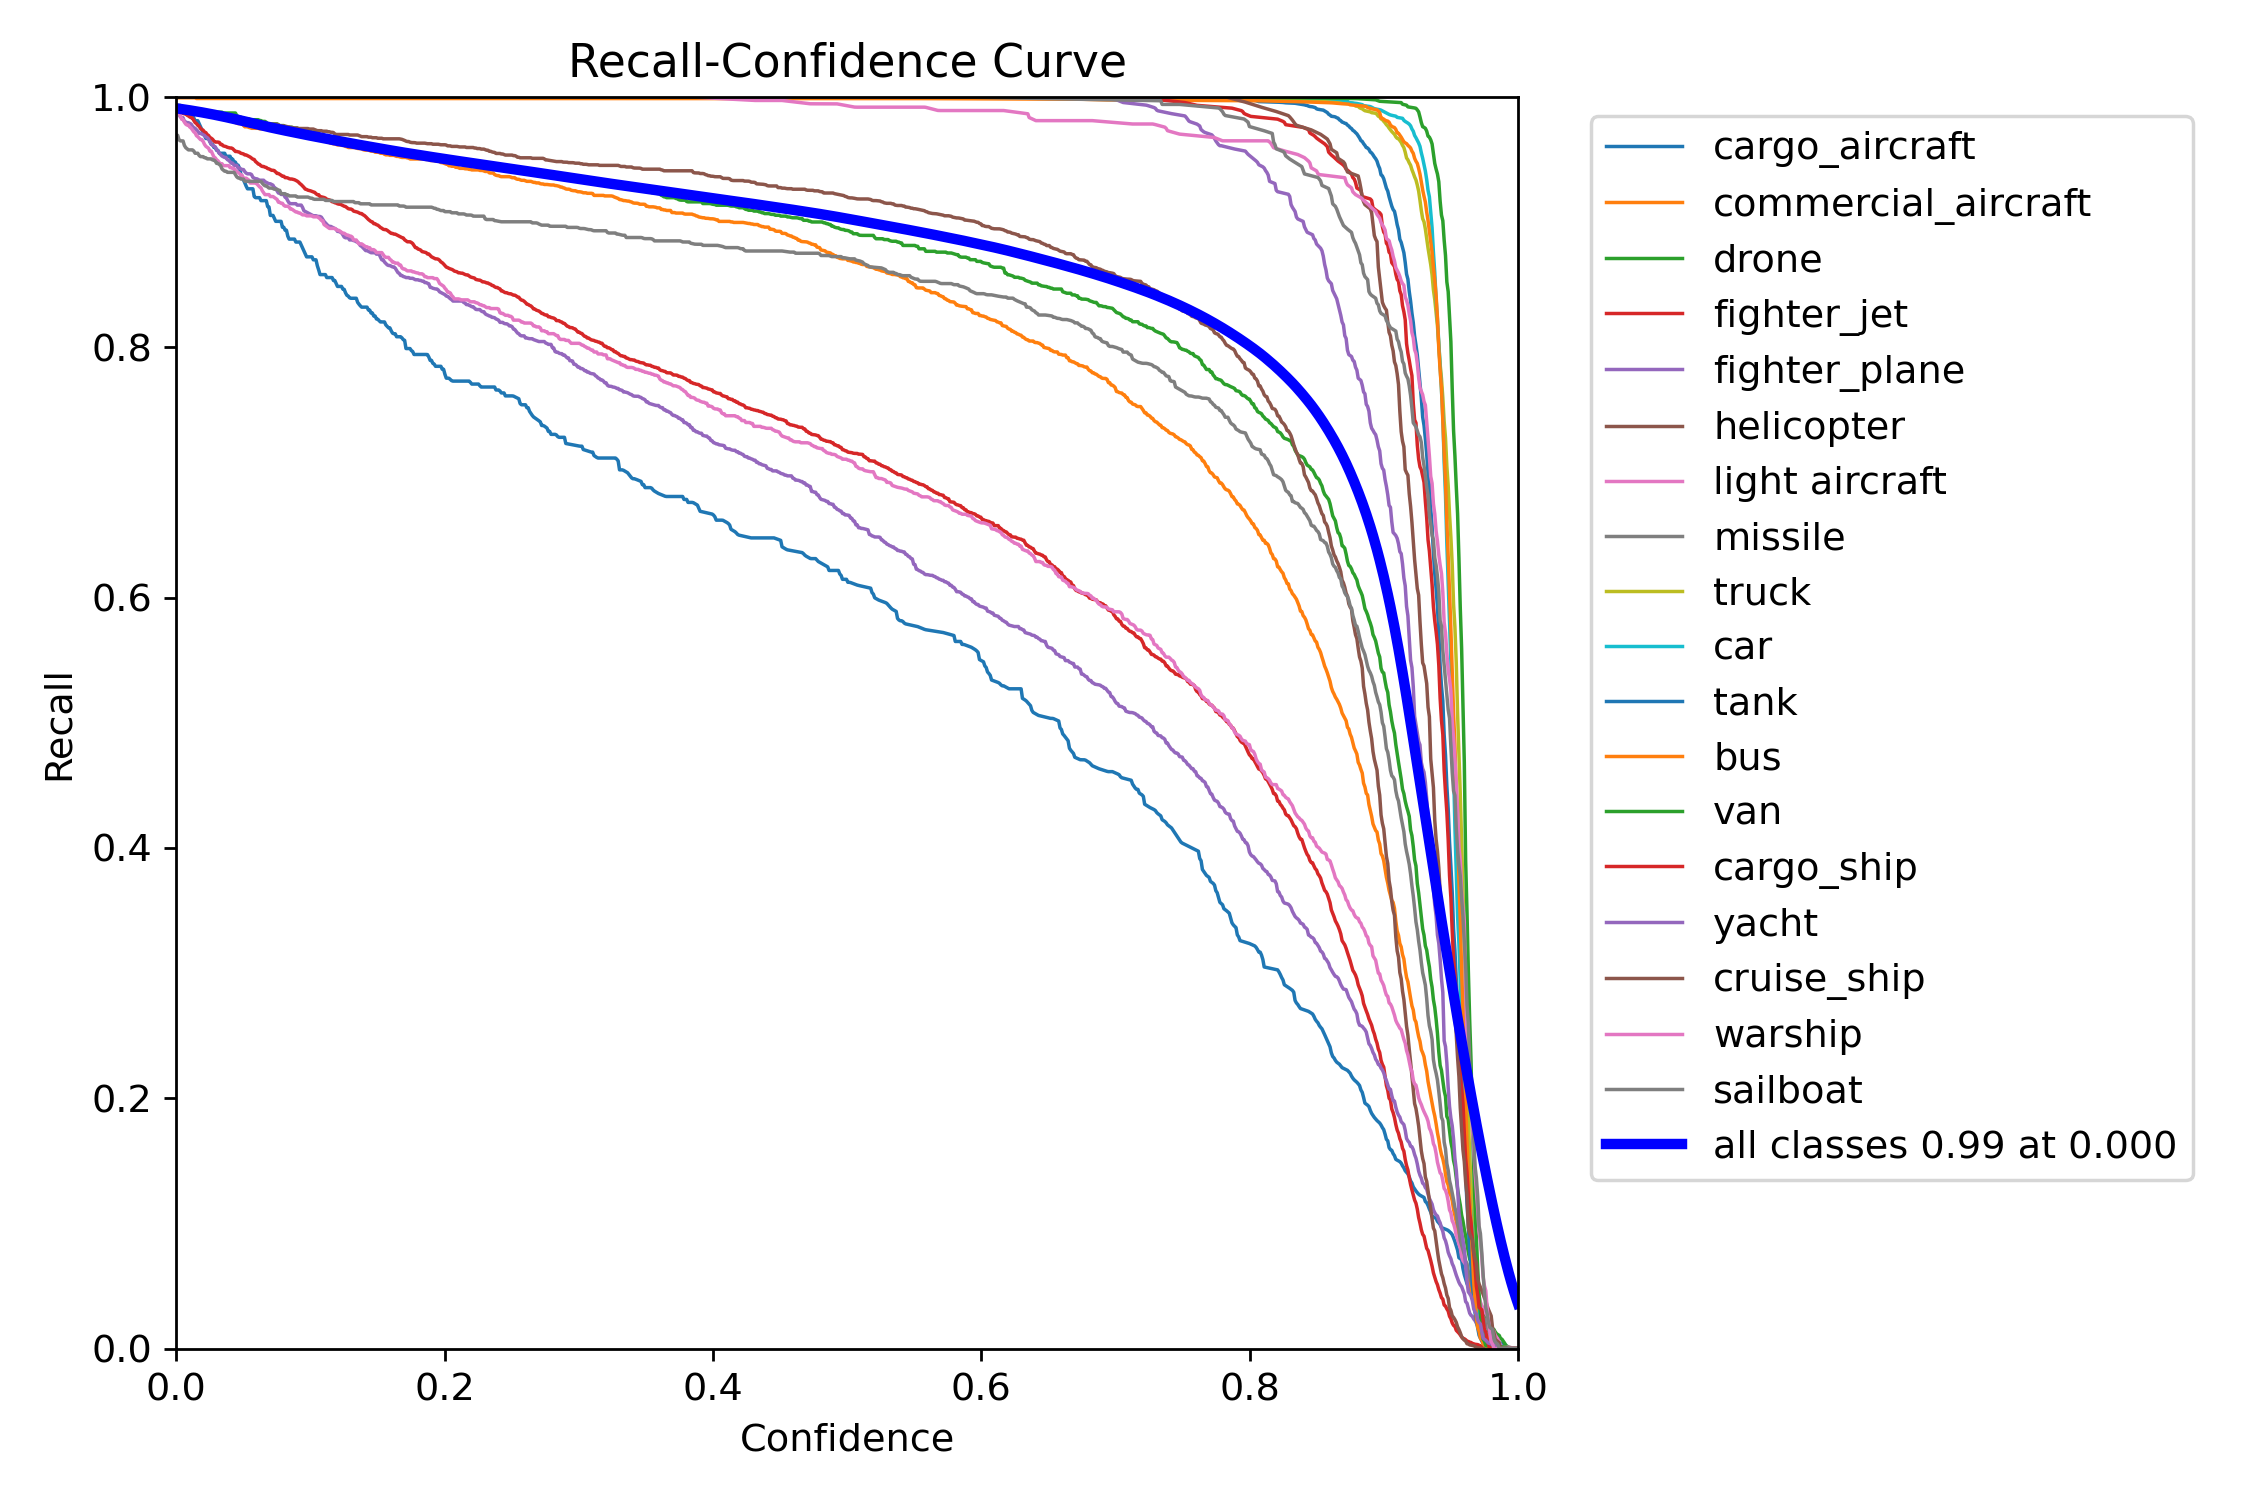 Recall-Confidence Curve
1.0
0.8
0.6
0.4
0.2
0.0
Recall
0.0 0.2 0.4 0.6 0.8 1.0
Confidence
cargo_aircraft
commercial_aircraft
drone
fighter_jet
fighter_plane
helicopter
light aircraft
missile
truck
car
tank
bus
van
cargo_ship
yacht
cruise_ship
warship
sailboat
all classes 0.99 at 0.000